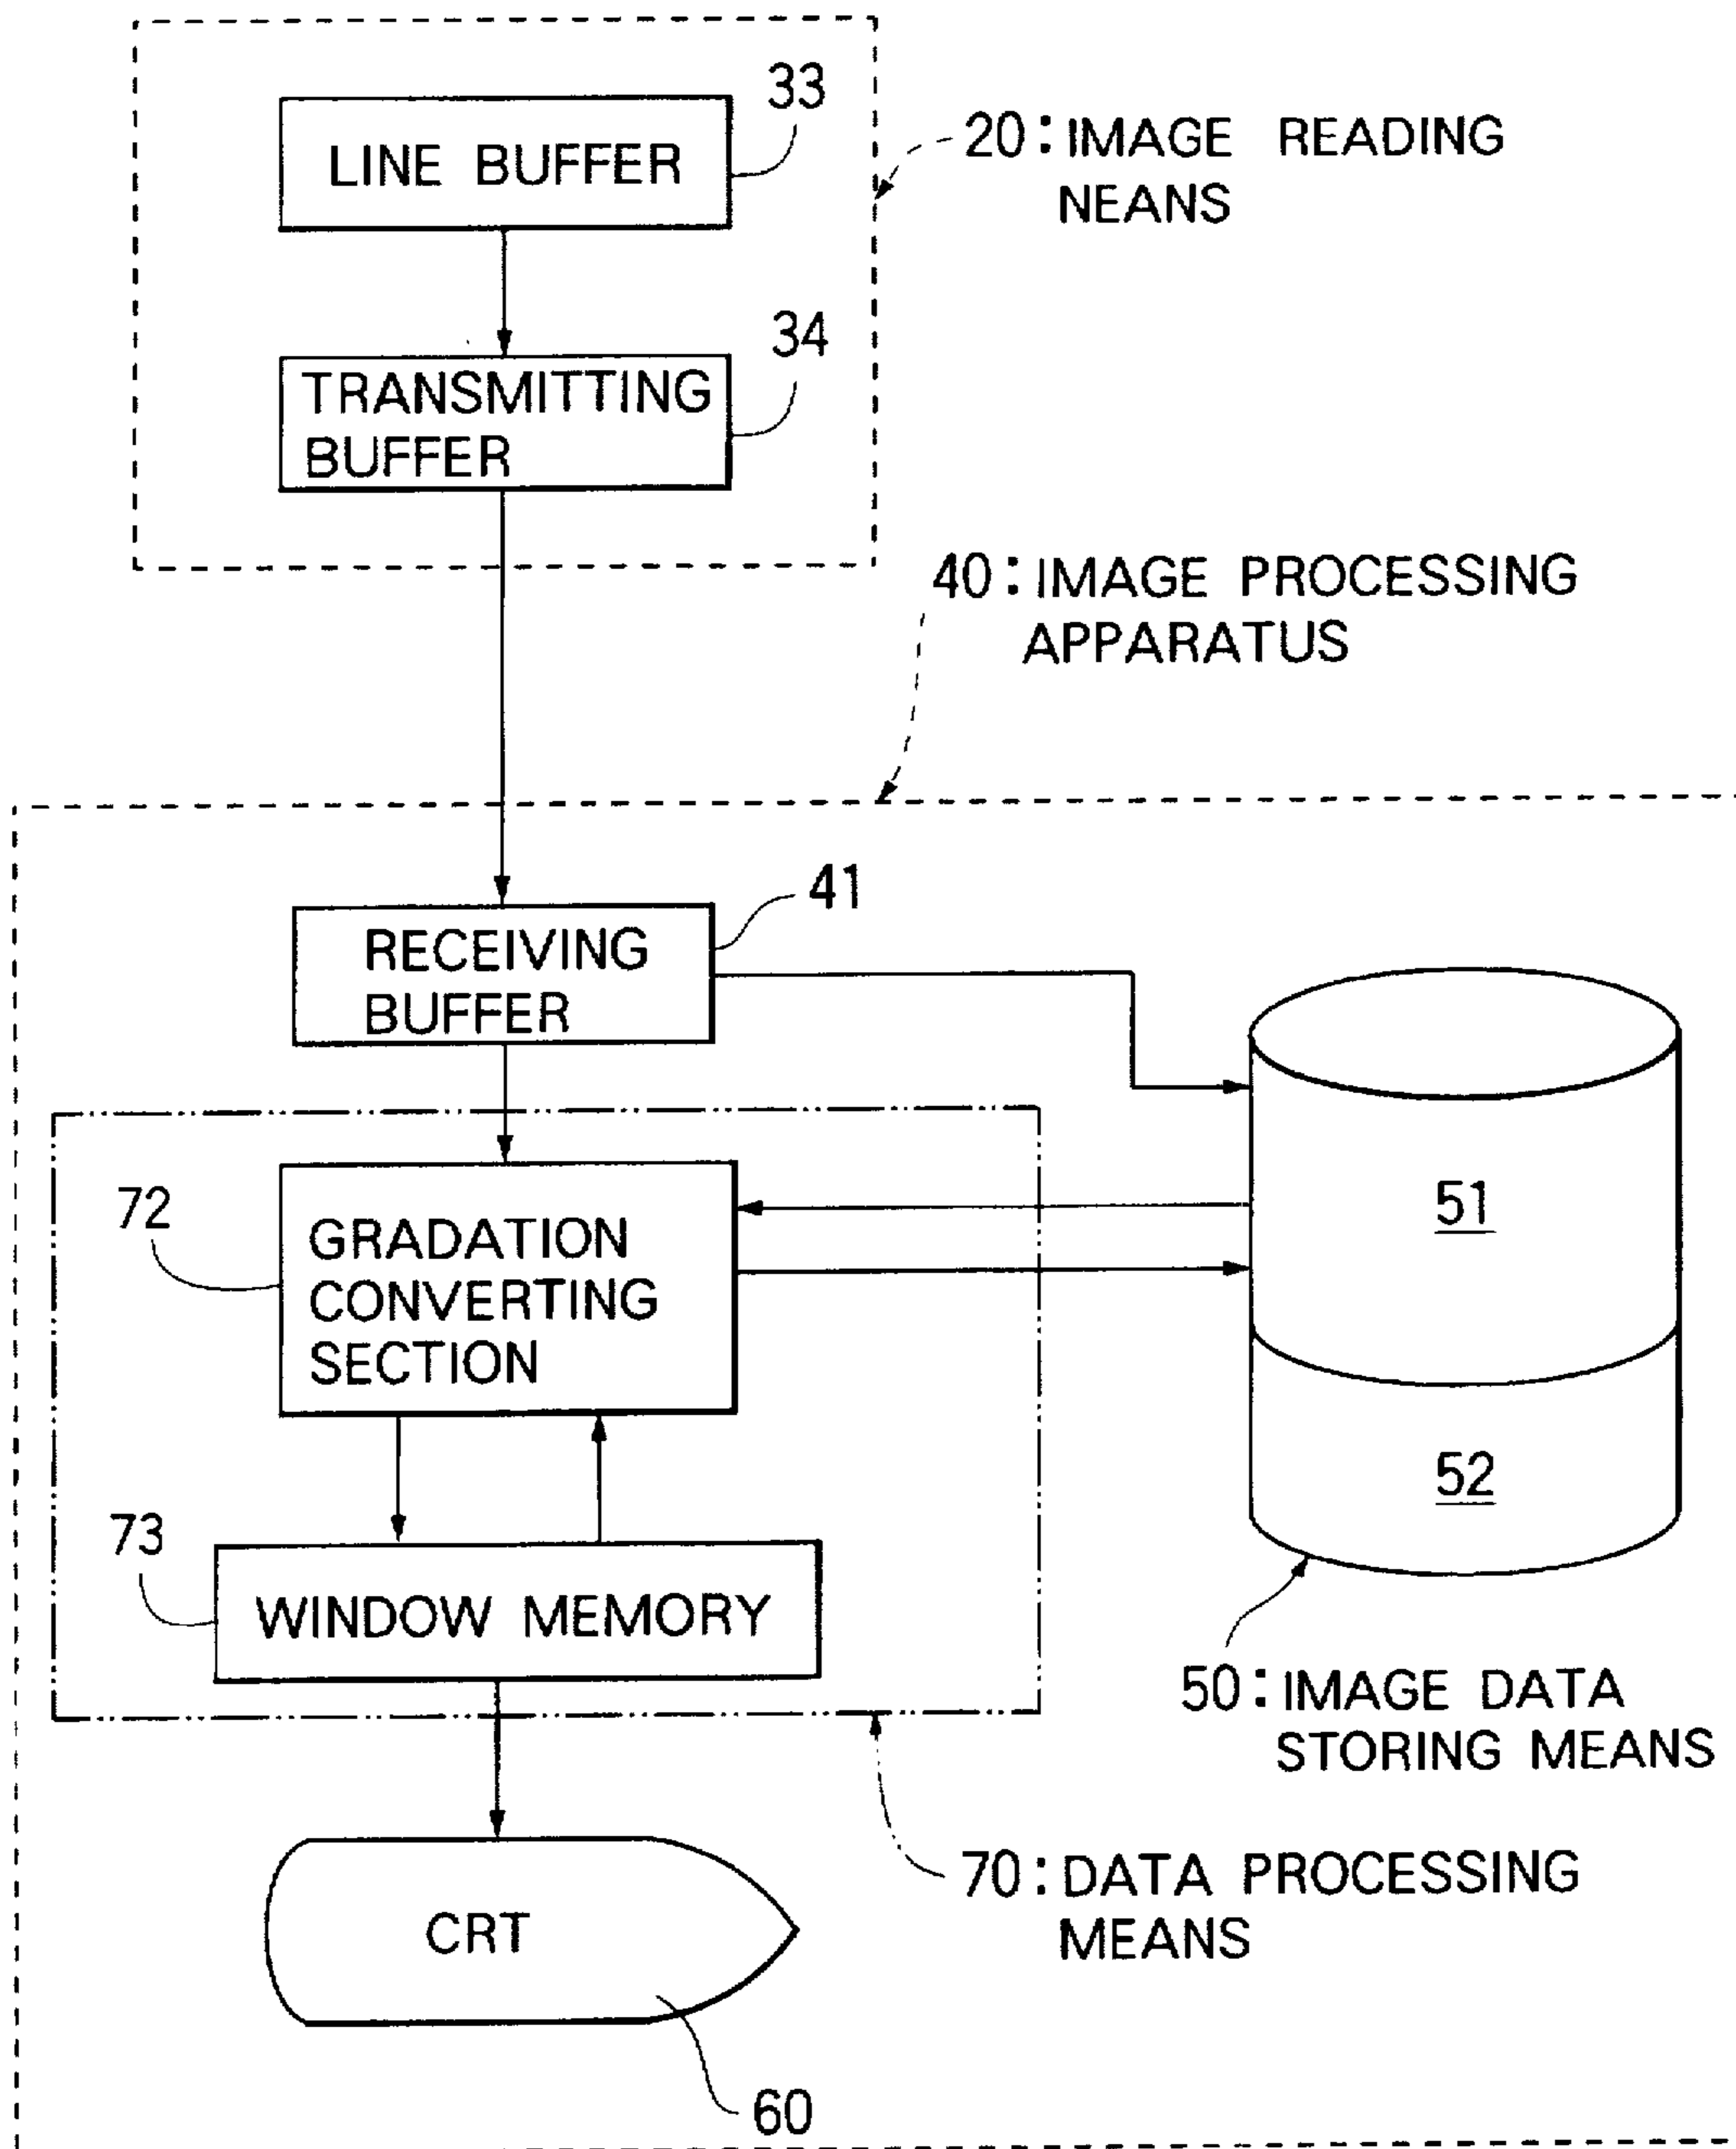 33
LINE BUFFER
20: IMAGE READING
NEANS
34
TRANSMITTING
BUFFER
40: IMAGE PROCESSING
APPARATUS
41
RECEIVING
BUFFER
72
GRADATION
CONVERTING
SECTION
51
52
73
WINDOW MEMORY
50: IMAGE DATA
STORING MEANS
70: DATA PROCESSING
MEANS
CRT
60